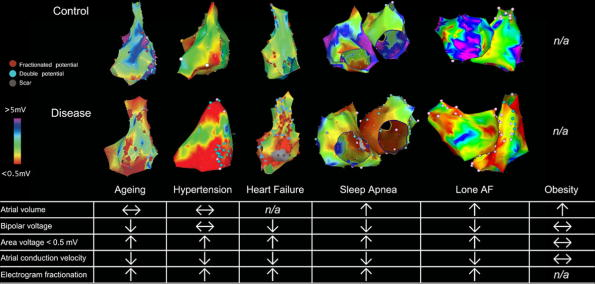 Control
n/a
Fractionated potential
Double potential
Scar
>5mV
Disease
n/a
<0.5mV
Ageing Hypertension Heart Failure Sleep Apnea Lone AF Obesity
Atrial volume ↔ ↔ n/a ↑ ↑ ↑
Bipolar voltage ↓ ↔ ↓ ↓ ↓ ↔
Area voltage < 0.5 mV ↑ ↑ ↑ ↑ ↑ ↔
Atrial conduction velocity ↓ ↓ ↓ ↓ ↓ ↔
Electrogram fractionation ↑ ↑ ↑ ↑ ↑ n/a